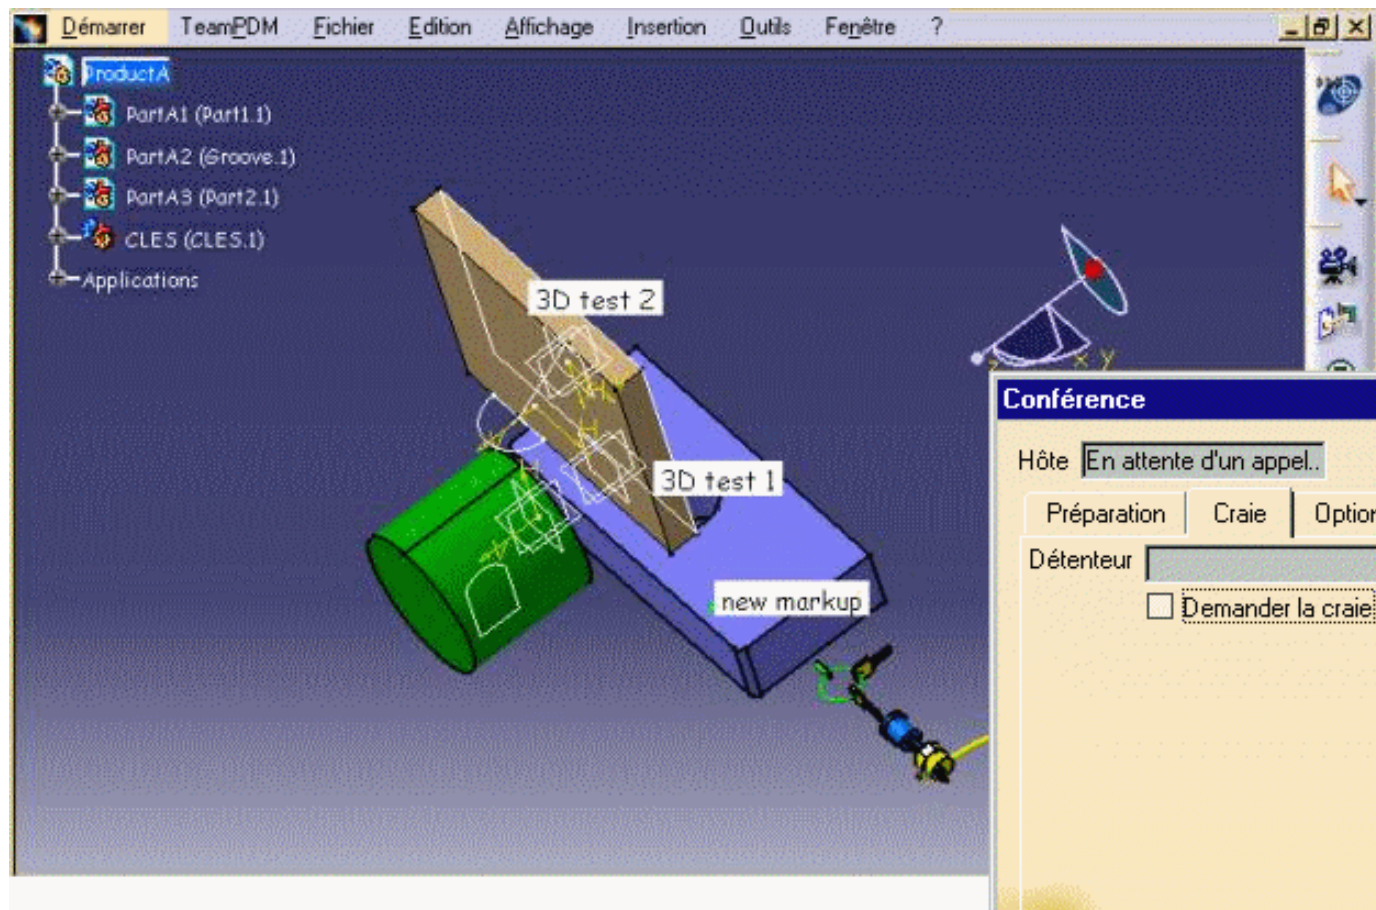 Démarrer TeamPDM Fichier Edition Affichage Insertion Outils Fenêtre ?
ProductA
PartA1 (Part1.1)
PartA2 (Groove.1)
PartA3 (Part2.1)
CLES (CLES.1)
Applications
3D test 2
3D test 1
new markup
z x y
Conférence
Hôte En attente d'un appel..
Préparation Craie Option
Détenteur
Demander la craie